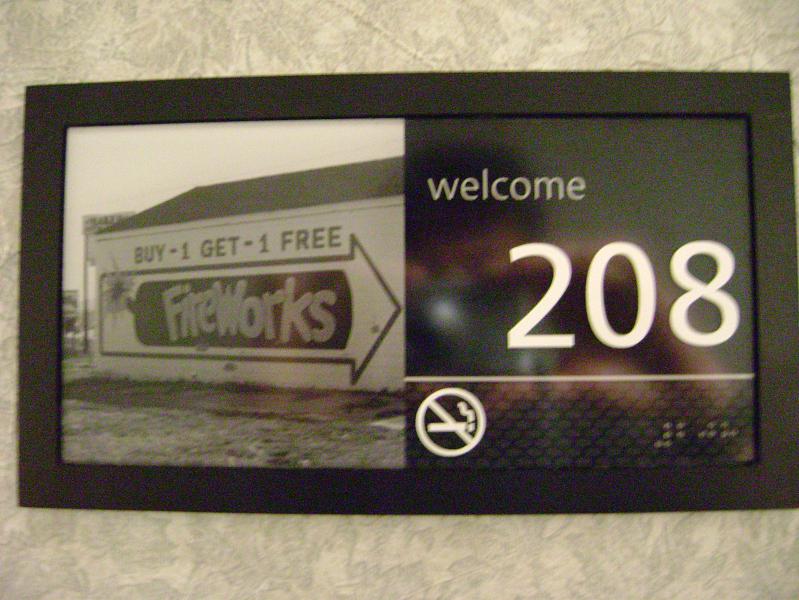 BUY-1 GET-1 FREE
FireWorks
welcome
208